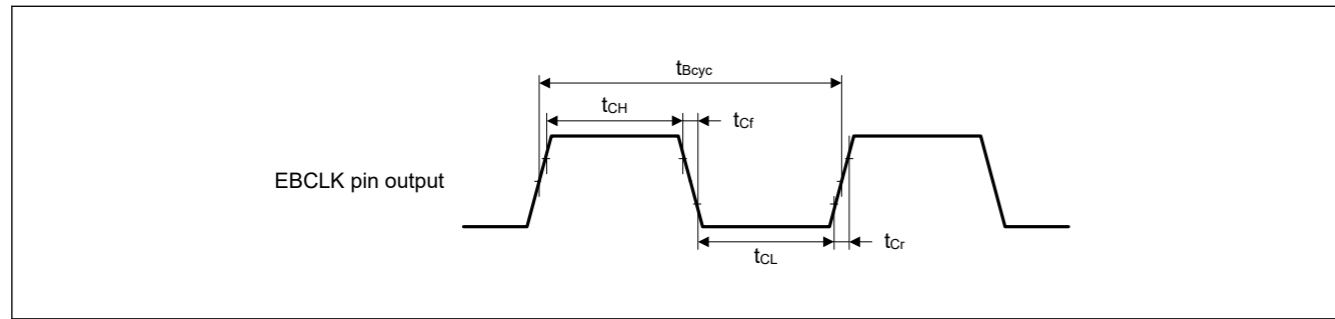 tBcyc
tCH
tCf
EBCLK pin output
tCL
tCr